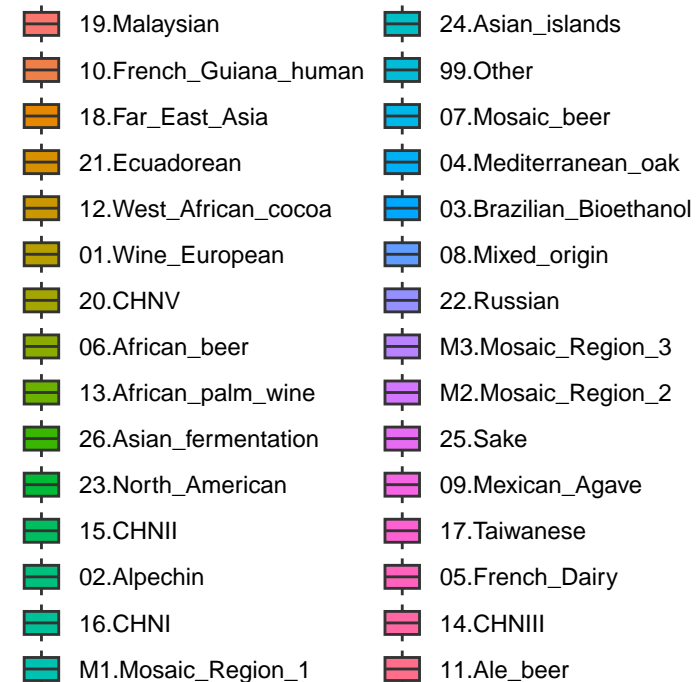 19.Malaysian
10.French_Guiana_human
18.Far_East_Asia
21.Ecuadorean
12.West_African_cocoa
01.Wine_European
20.CHNV
06.African_beer
13.African_palm_wine
26.Asian_fermentation
23.North_American
15.CHNII
02.Alpechin
16.CHNI
M1.Mosaic_Region_1
24.Asian_islands
99.Other
07.Mosaic_beer
04.Mediterranean_oak
03.Brazilian_Bioethanol
08.Mixed_origin
22.Russian
M3.Mosaic_Region_3
M2.Mosaic_Region_2
25.Sake
09.Mexican_Agave
17.Taiwanese
05.French_Dairy
14.CHNIII
11.Ale_beer